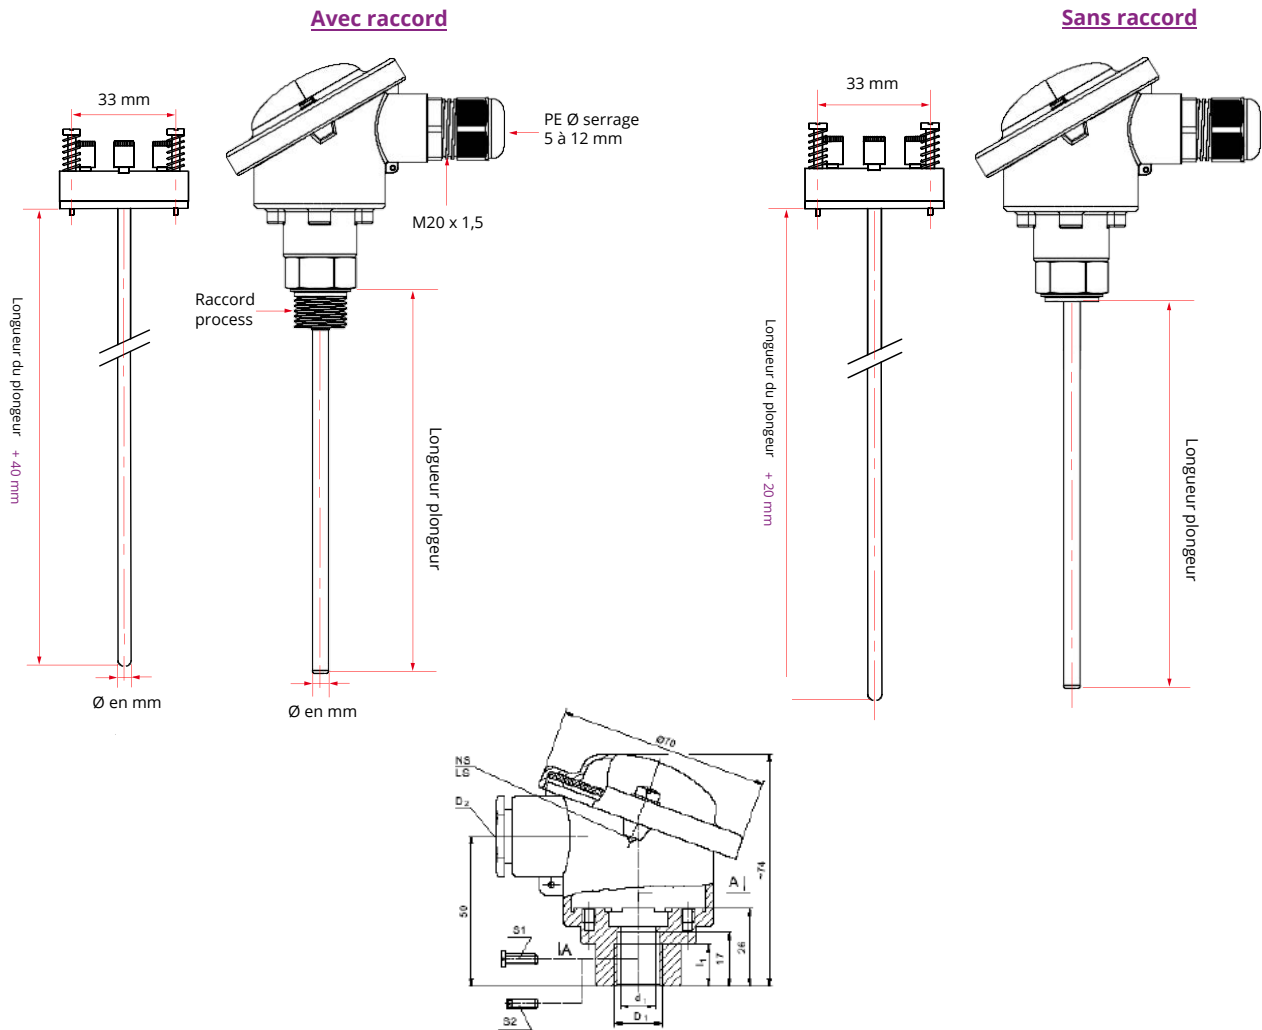 Avec raccord
Sans raccord
33 mm
PE Ø serrage
5 à 12 mm
M20 x 1,5
Raccord
process
Longueur du plongeur + 40 mm
Longueur plongeur
Ø en mm
Ø en mm
33 mm
Longueur du plongeur + 20 mm
Longueur plongeur
Ø70
NS
LS
D2
~74
A
50
S1
IA
l1
17
26
d1
S2
D1